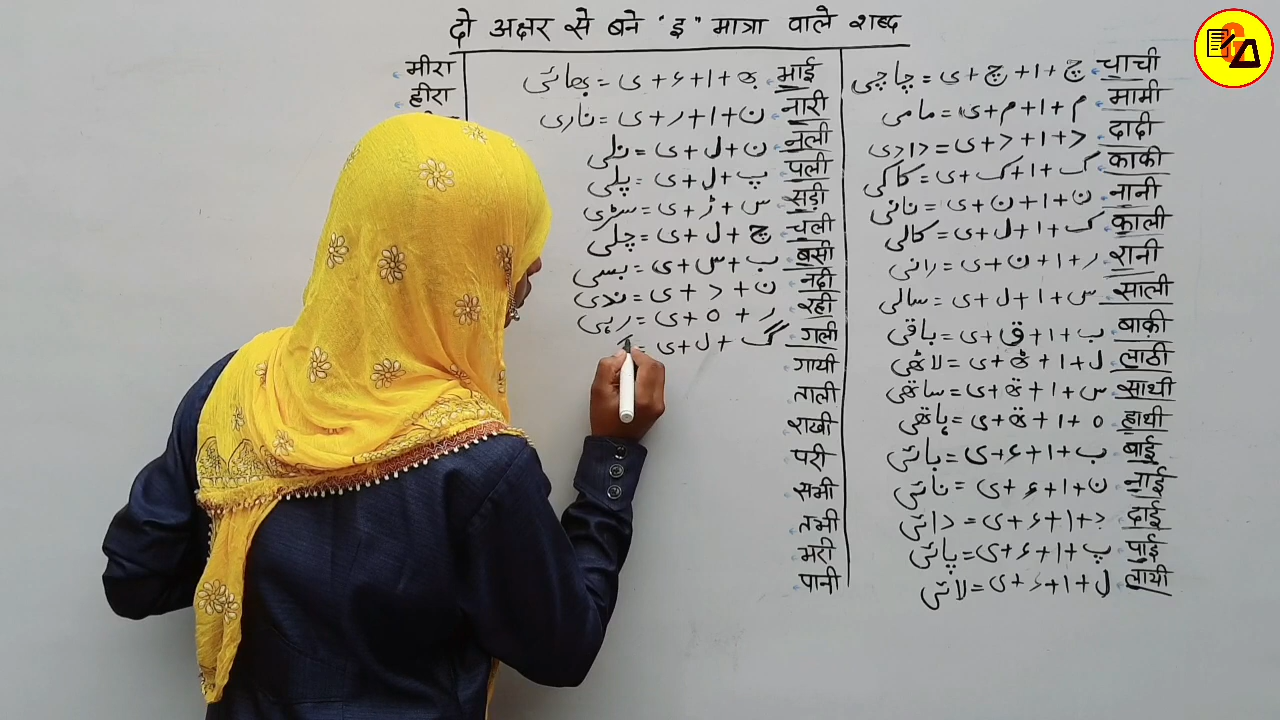 दो अक्षर से बने "इ" मात्रा वाले शब्द
चाची چ+ا+چ+ی=چاچی
मामी م+ا+م+ی=مامی
दादी د+ا+د+ی=دادی
काकी ک+ا+ک+ی=کاکی
नानी ن+ا+ن+ی=نانی
काली ک+ا+ل+ی=کالی
रानी ر+ا+ن+ی=رانی
साली س+ا+ل+ی=سالی
बाक़ी ب+ا+ق+ی=باقی
लाठी ل+ا+ٹھ+ی=لاٹھی
साथी س+ا+تھ+ی=ساتھی
हाथी ہ+ا+تھ+ی=ہاتھی
बाई ب+ا+ء+ی=بائی
नाई ن+ا+ء+ی=نائی
दाई د+ا+ء+ی=دائی
पाई پ+ا+ء+ی=پائی
लायी ل+ا+ء+ی=لائی
भाई بھ+ا+ء+ی=بھائی
नारी ن+ا+ر+ی=ناری
नली ن+ل+ی=نلی
पली پ+ل+ی=پلی
सड़ी س+ڑ+ی=سڑی
चली چ+ل+ی=چلی
बसी ب+س+ی=بسی
नदी ن+د+ی=ندی
रही ر+ہ+ی=رہی
गली گ+ل+ی=
गायी
ताली
राखी
परी
सभी
तभी
भरी
पानी
मीरा
हीरा